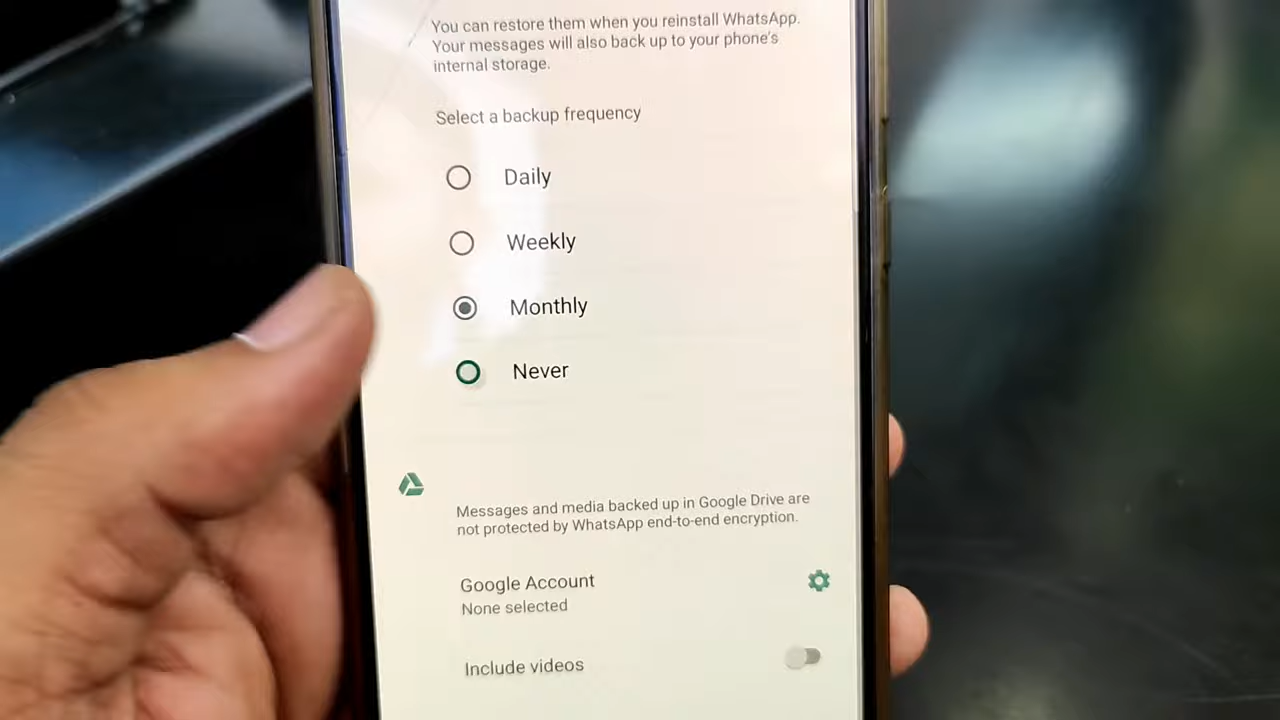 You can restore them when you reinstall WhatsApp.
Your messages will also back up to your phone's
internal storage.
Select a backup frequency
Daily
Weekly
Monthly
Never
Messages and media backed up in Google Drive are
not protected by WhatsApp end-to-end encryption.
Google Account
None selected
Include videos